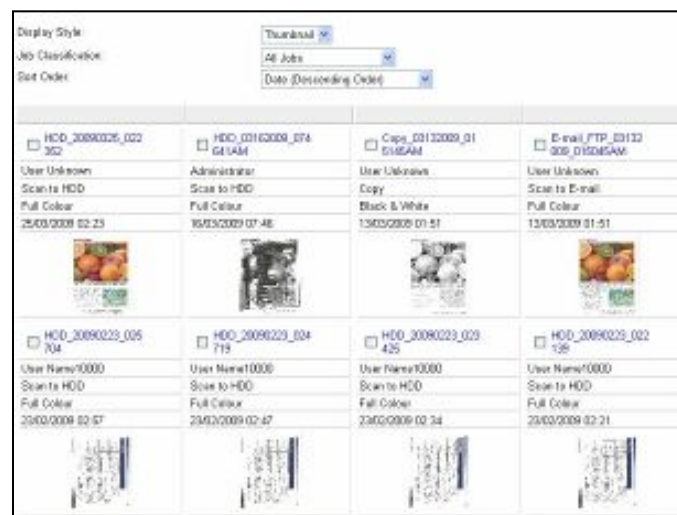 Display Style: Thumbnail
Job Classification: All Jobs
Sort Order: Date (Descending Order)
HDD_20090325_022
352
HDD_03162009_074
641AM
Copy_03132009_01
5145AM
E-mail_FTP_03132
009_015045AM
User Unknown
Administrator
User Unknown
User Unknown
Scan to HDD
Scan to HDD
Copy
Scan to E-mail
Full Colour
Full Colour
Black & White
Full Colour
25/03/2009 02:23
16/03/2009 07:46
13/03/2009 01:51
13/03/2009 01:51
HDD_20090223_025
704
HDD_20090223_024
719
HDD_20090223_023
425
HDD_20090223_022
139
User Name10000
User Name10000
User Name10000
User Name10000
Scan to HDD
Scan to HDD
Scan to HDD
Scan to HDD
Full Colour
Full Colour
Full Colour
Full Colour
23/02/2009 02:57
23/02/2009 02:47
23/02/2009 02:34
23/02/2009 02:21